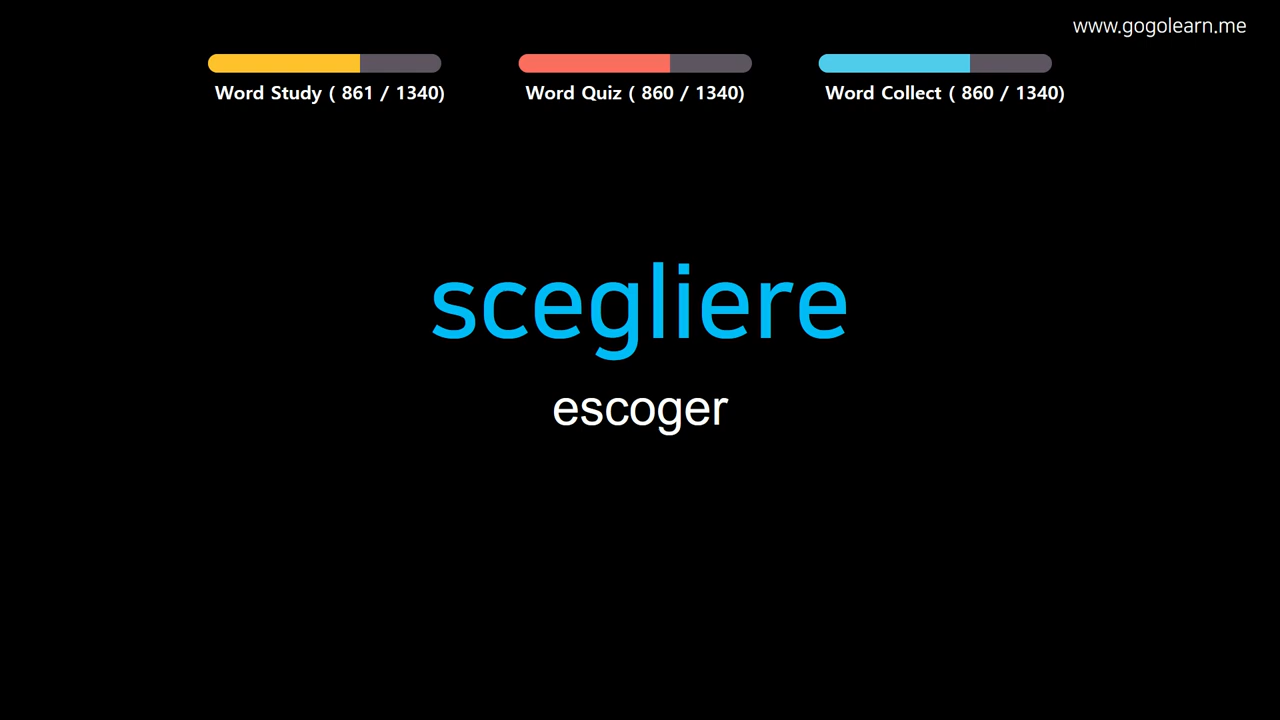 www.gogolearn.me
Word Study ( 861 / 1340)
Word Quiz ( 860 / 1340)
Word Collect ( 860 / 1340)
scegliere
escoger